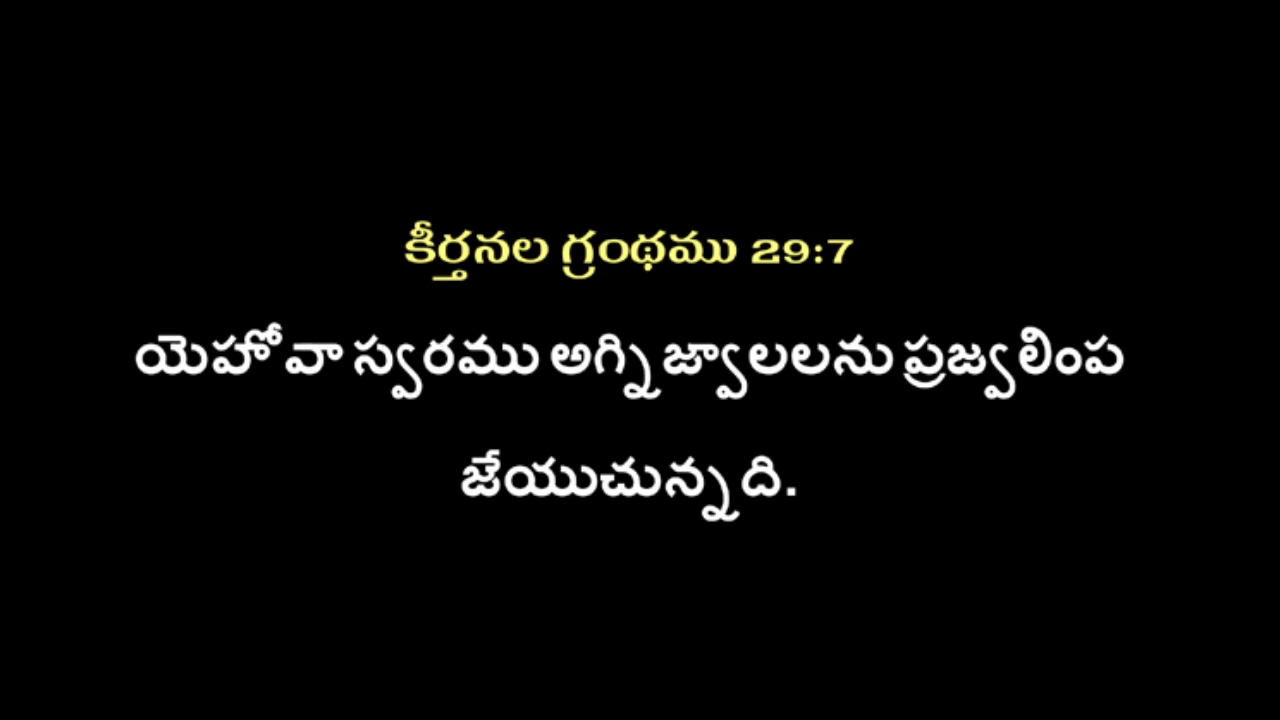 కీర్తనల గ్రంథము 29:7
యెహోవా స్వరము అగ్ని జ్వాలలను ప్రజ్వలింప
జేయుచున్నది.